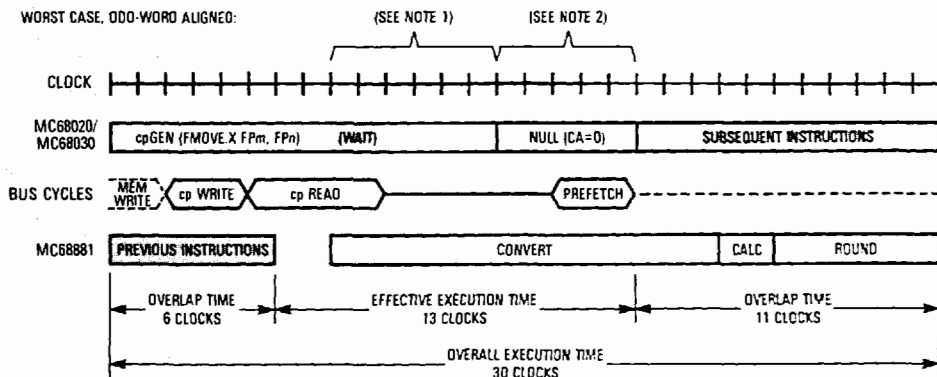 WORST CASE, ODD-WORD ALIGNED:
(SEE NOTE 1)
(SEE NOTE 2)
CLOCK
MC68020/
MC68030
cpGEN (FMOVE.X FPm, FPn)
(WAIT)
NULL (CA=0)
SUBSEQUENT INSTRUCTIONS
BUS CYCLES
MEM
WRITE
cp WRITE
cp READ
PREFETCH
MC68881
PREVIOUS INSTRUCTIONS
CONVERT
CALC
ROUND
OVERLAP TIME
6 CLOCKS
EFFECTIVE EXECUTION TIME
13 CLOCKS
OVERLAP TIME
11 CLOCKS
OVERALL EXECUTION TIME
30 CLOCKS